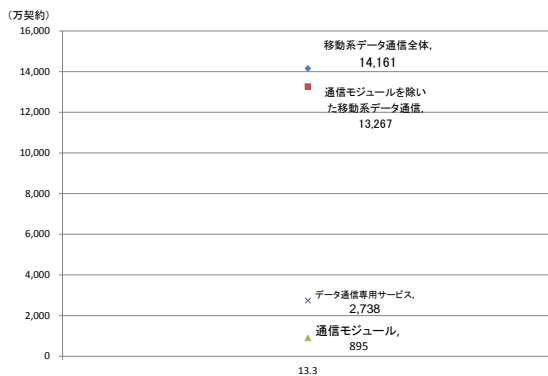 (万契約)
16,000
移動系データ通信全体,
14,161
14,000
通信モジュールを除い
た移動系データ通信,
13,267
12,000
10,000
8,000
6,000
4,000
データ通信専用サービス,
2,738
2,000
通信モジュール,
895
0
13.3